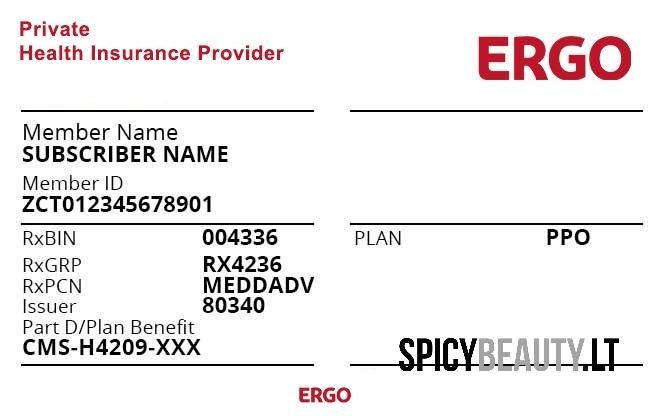 Private
Health Insurance Provider
ERGO
Member Name
SUBSCRIBER NAME
Member ID
ZCT012345678901
RxBIN 004336
RxGRP RX4236
RxPCN MEDDADV
Issuer 80340
Part D/Plan Benefit
CMS-H4209-XXX
PLAN PPO
SPICYBEAUTY.LT
ERGO